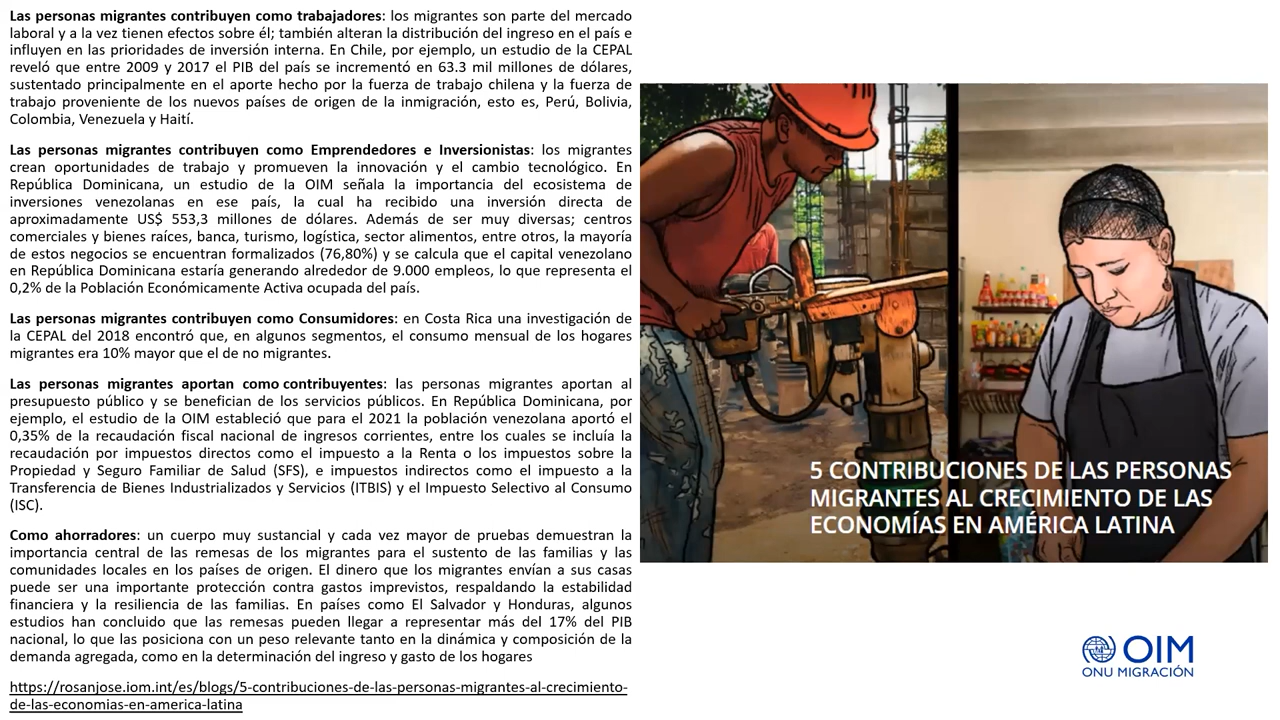 Las personas migrantes contribuyen como trabajadores: los migrantes son parte del mercado
laboral y a la vez tienen efectos sobre él; también alteran la distribución del ingreso en el país e
influyen en las prioridades de inversión interna. En Chile, por ejemplo, un estudio de la CEPAL
reveló que entre 2009 y 2017 el PIB del país se incrementó en 63.3 mil millones de dólares,
sustentado principalmente en el aporte hecho por la fuerza de trabajo chilena y la fuerza de
trabajo proveniente de los nuevos países de origen de la inmigración, esto es, Perú, Bolivia,
Colombia, Venezuela y Haití.
Las personas migrantes contribuyen como Emprendedores e Inversionistas: los migrantes
crean oportunidades de trabajo y promueven la innovación y el cambio tecnológico. En
República Dominicana, un estudio de la OIM señala la importancia del ecosistema de
inversiones venezolanas en ese país, la cual ha recibido una inversión directa de
aproximadamente US$ 553,3 millones de dólares. Además de ser muy diversas; centros
comerciales y bienes raíces, banca, turismo, logística, sector alimentos, entre otros, la mayoría
de estos negocios se encuentran formalizados (76,80%) y se calcula que el capital venezolano
en República Dominicana estaría generando alrededor de 9.000 empleos, lo que representa el
0,2% de la Población Económicamente Activa ocupada del país.
Las personas migrantes contribuyen como Consumidores: en Costa Rica una investigación de
la CEPAL del 2018 encontró que, en algunos segmentos, el consumo mensual de los hogares
migrantes era 10% mayor que el de no migrantes.
Las personas migrantes aportan como contribuyentes: las personas migrantes aportan al
presupuesto público y se benefician de los servicios públicos. En República Dominicana, por
ejemplo, el estudio de la OIM estableció que para el 2021 la población venezolana aportó el
0,35% de la recaudación fiscal nacional de ingresos corrientes, entre los cuales se incluía la
recaudación por impuestos directos como el impuesto a la Renta o los impuestos sobre la
Propiedad y Seguro Familiar de Salud (SFS), e impuestos indirectos como el impuesto a la
Transferencia de Bienes Industrializados y Servicios (ITBIS) y el Impuesto Selectivo al Consumo
(ISC).
Como ahorradores: un cuerpo muy sustancial y cada vez mayor de pruebas demuestran la
importancia central de las remesas de los migrantes para el sustento de las familias y las
comunidades locales en los países de origen. El dinero que los migrantes envían a sus casas
puede ser una importante protección contra gastos imprevistos, respaldando la estabilidad
financiera y la resiliencia de las familias. En países como El Salvador y Honduras, algunos
estudios han concluido que las remesas pueden llegar a representar más del 17% del PIB
nacional, lo que las posiciona con un peso relevante tanto en la dinámica y composición de la
demanda agregada, como en la determinación del ingreso y gasto de los hogares
https://rosanjose.iom.int/es/blogs/5-contribuciones-de-las-personas-migrantes-al-crecimiento-
de-las-economias-en-america-latina
5 CONTRIBUCIONES DE LAS PERSONAS
MIGRANTES AL CRECIMIENTO DE LAS
ECONOMÍAS EN AMÉRICA LATINA
OIM
ONU MIGRACIÓN